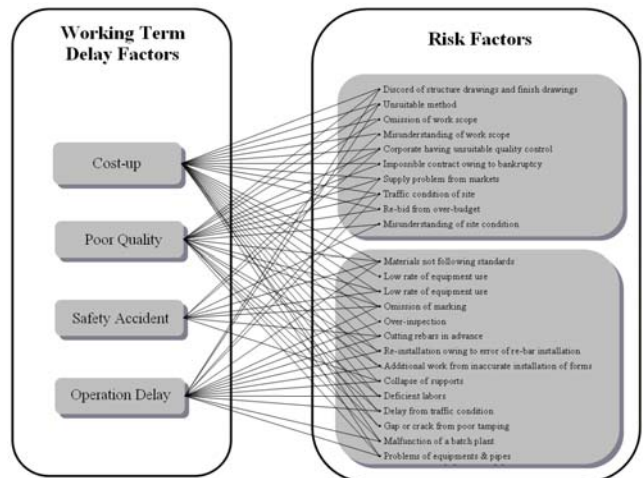 Working Term
Delay Factors
Cost-up
Poor Quality
Safety Accident
Operation Delay
Risk Factors
Discord of structure drawings and finish drawings
Unsuitable method
Omission of work scope
Misunderstanding of work scope
Corporate having unsuitable quality control
Impossible contract owing to bankruptcy
Supply problem from markets
Traffic condition of site
Re-bid from over-budget
Misunderstanding of site condition
Materials not following standards
Low rate of equipment use
Low rate of equipment use
Omission of marking
Over-inspection
Cutting rebars in advance
Re-installation owing to error of re-bar installation
Additional work from inaccurate installation of forms
Collapse of supports
Deficient labors
Delay from traffic condition
Gap or crack from poor tamping
Malfunction of a batch plant
Problems of equipments & pipes